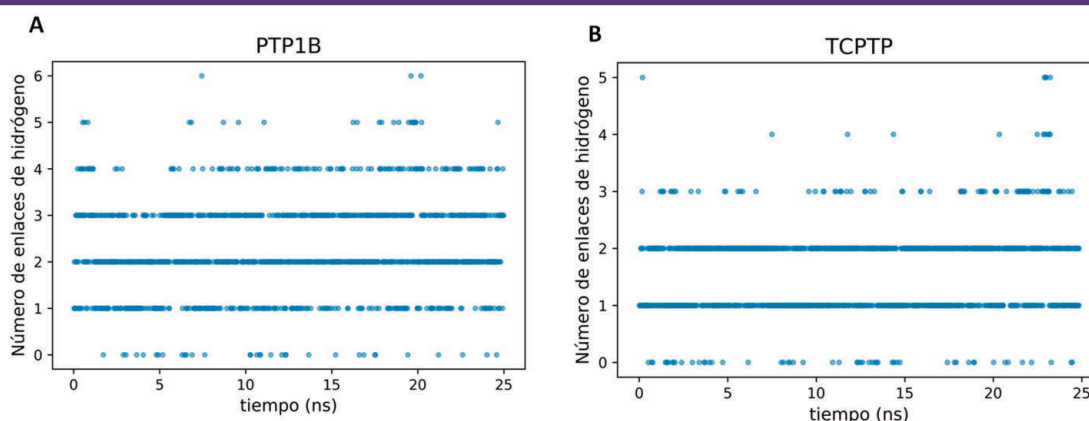 A
PTP1B
Número de enlaces de hidrógeno
6
5
4
3
2
1
0
0 5 10 15 20 25
tiempo (ns)
B
TCPTP
Número de enlaces de hidrógeno
5
4
3
2
1
0
0 5 10 15 20 25
tiempo (ns)